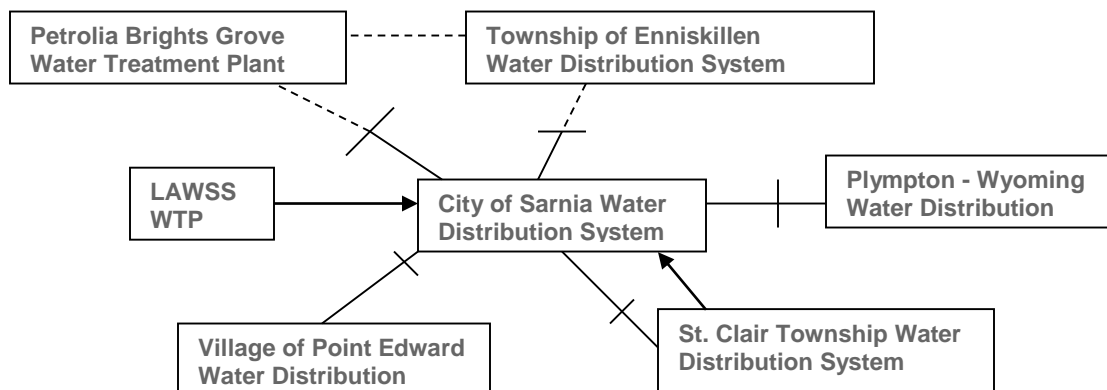 Petrolia Brights Grove
Water Treatment Plant
Township of Enniskillen
Water Distribution System
LAWSS
WTP
City of Sarnia Water
Distribution System
Plympton - Wyoming
Water Distribution
Village of Point Edward
Water Distribution
St. Clair Township Water
Distribution System